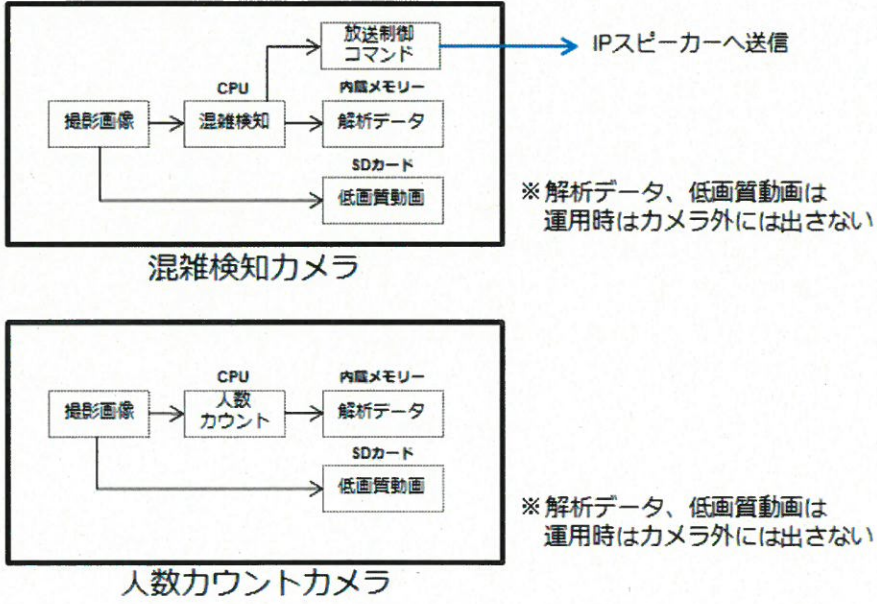 放送制御
コマンド
IPスピーカーへ送信
CPU
内蔵メモリー
撮影画像
混雑検知
解析データ
SDカード
低画質動画
※解析データ、低画質動画は
運用時はカメラ外には出さない
混雑検知カメラ
CPU
内蔵メモリー
撮影画像
人数
カウント
解析データ
SDカード
低画質動画
※解析データ、低画質動画は
運用時はカメラ外には出さない
人数カウントカメラ